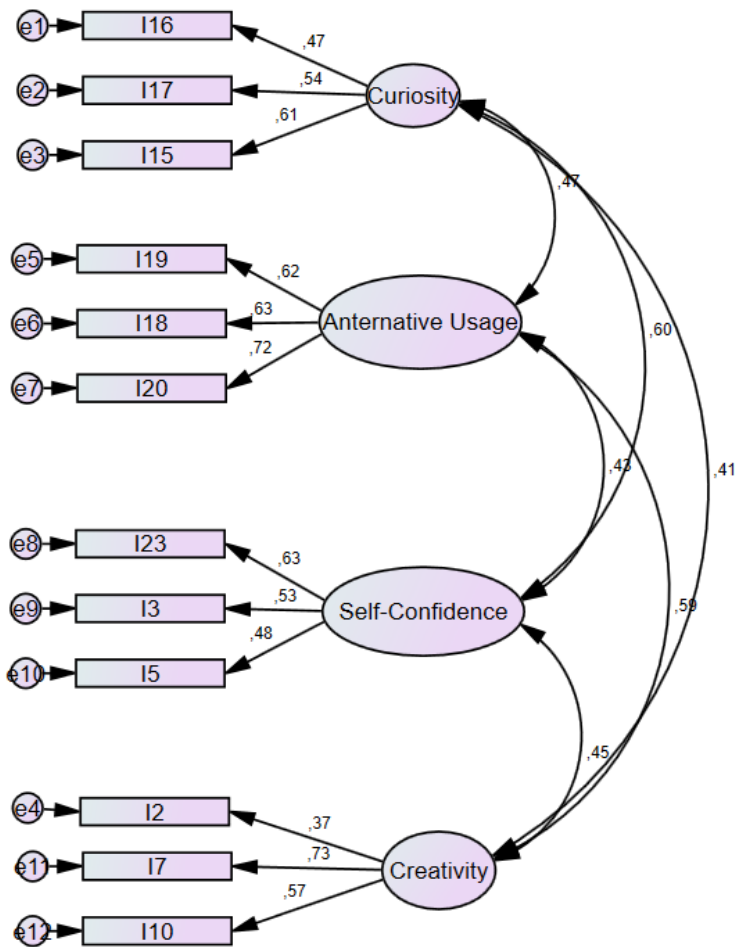 e1 I16
,47
e2 I17
,54
Curiosity
e3 I15
,61
,47
e5 I19
,62
e6 I18
,63
Anternative Usage
,60
e7 I20
,72
,43
,41
e8 I23
,63
e9 I3
,53
Self-Confidence
,59
e10 I5
,48
,45
e4 I2
,37
e11 I7
,73
Creativity
e12 I10
,57